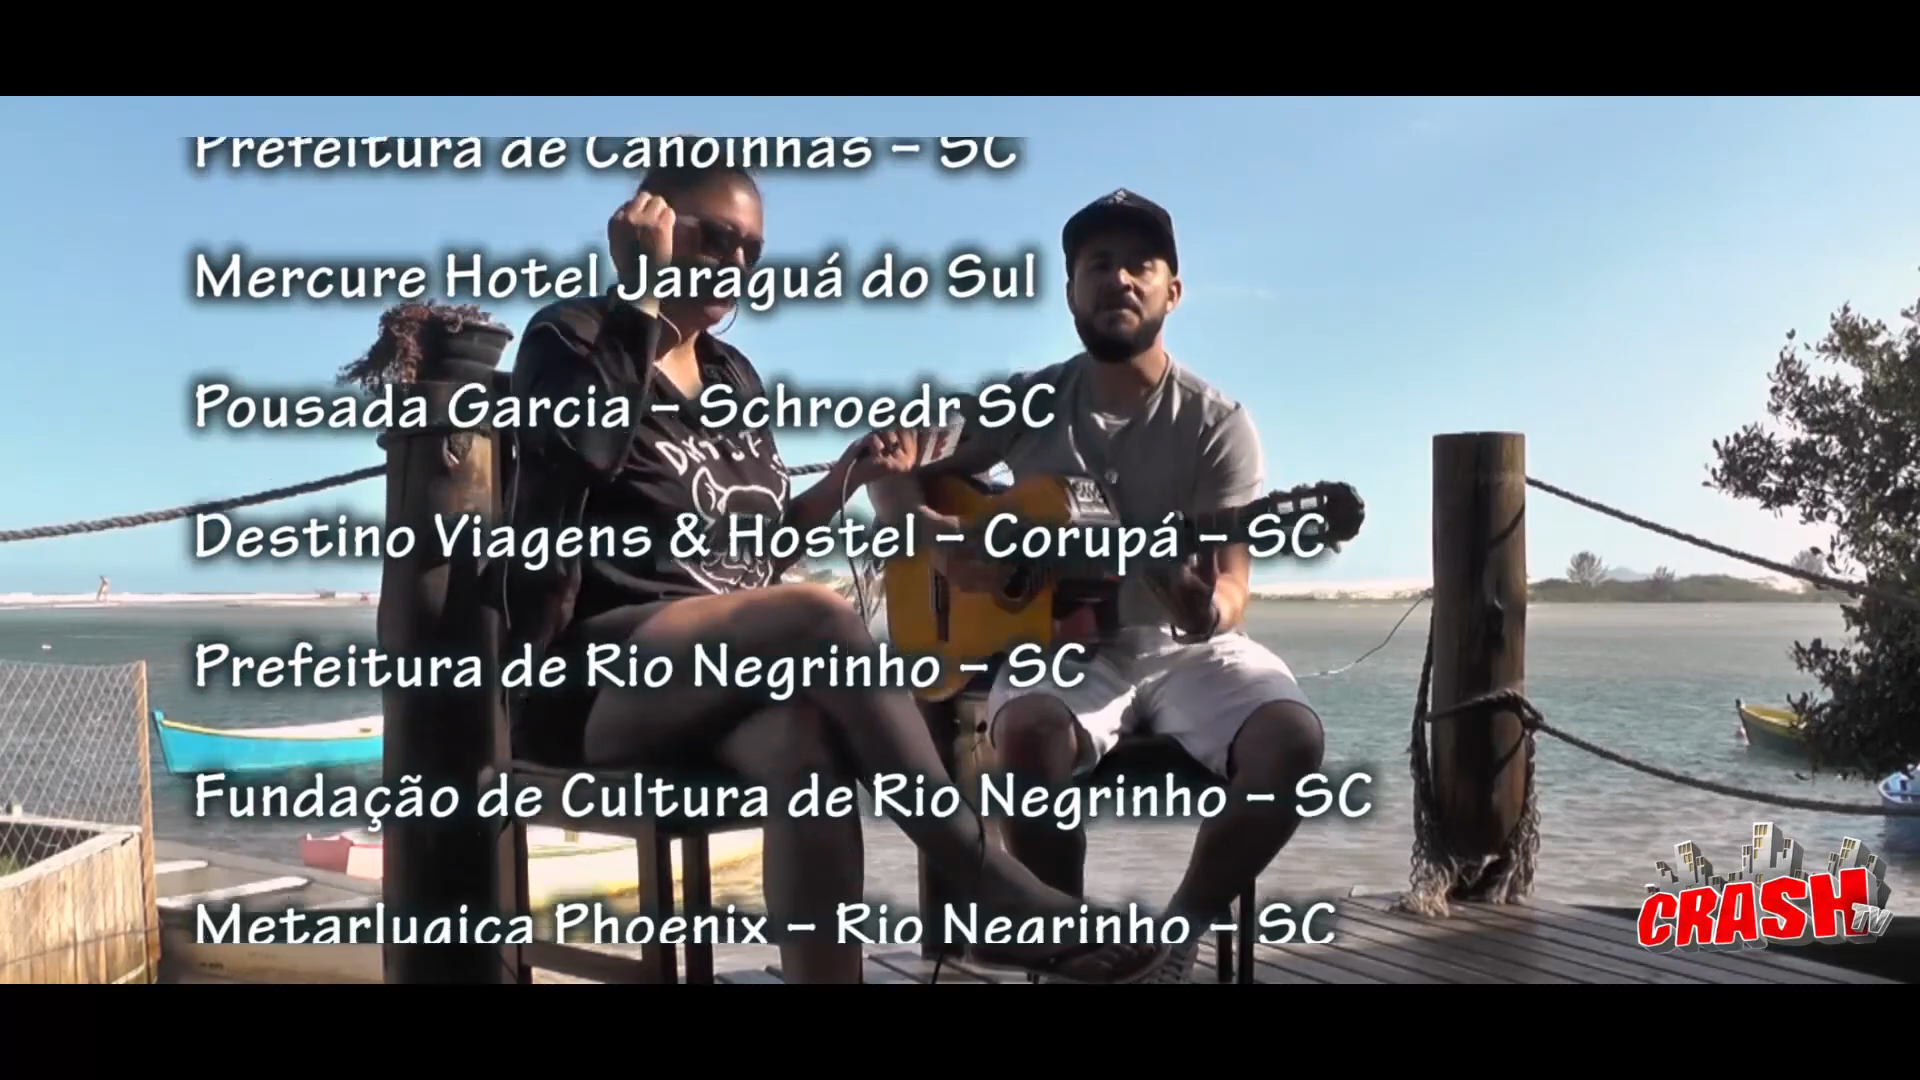 Prefeitura de Canoinhas – SC
Mercure Hotel Jaraguá do Sul
Pousada Garcia – Schroedr SC
Destino Viagens & Hostel – Corupá – SC
Prefeitura de Rio Negrinho – SC
Fundação de Cultura de Rio Negrinho – SC
Metarlugica Phoenix – Rio Negrinho – SC
CRASH TV